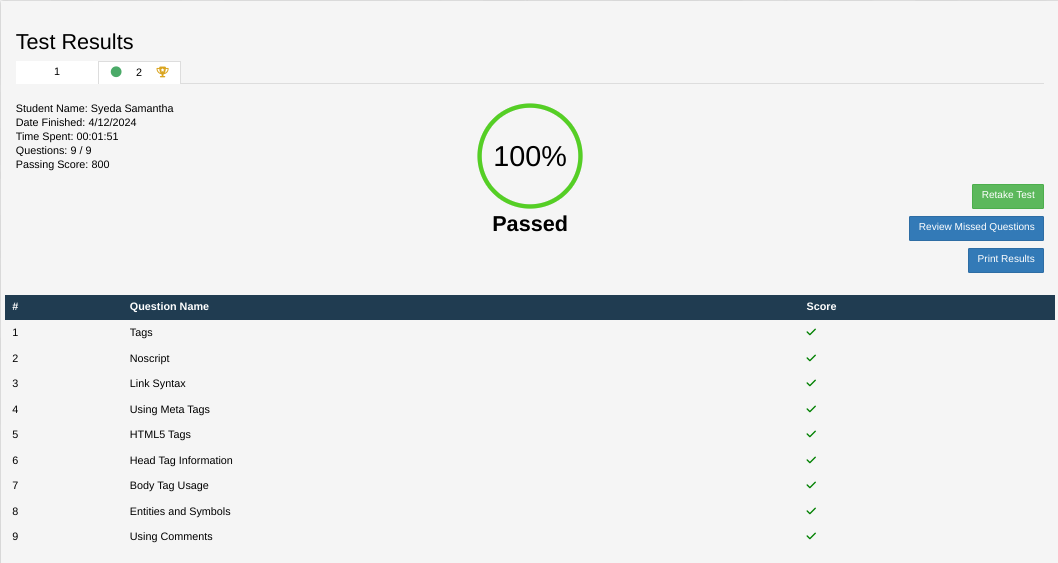 Test Results
1 2
Student Name: Syeda Samantha
Date Finished: 4/12/2024
Time Spent: 00:01:51
Questions: 9 / 9
Passing Score: 800
100%
Passed
Retake Test
Review Missed Questions
Print Results
# Question Name Score
1 Tags
2 Noscript
3 Link Syntax
4 Using Meta Tags
5 HTML5 Tags
6 Head Tag Information
7 Body Tag Usage
8 Entities and Symbols
9 Using Comments